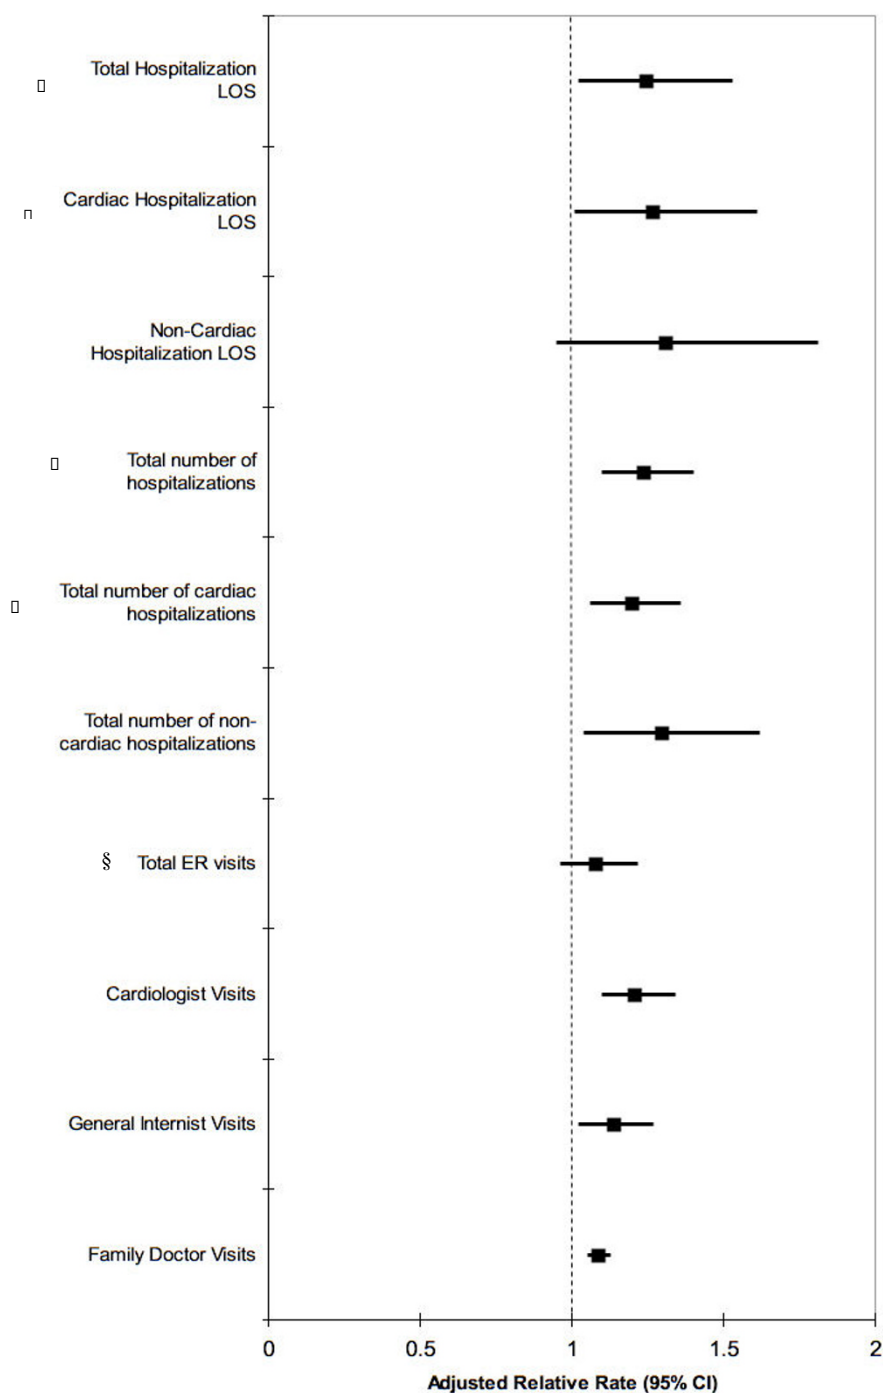 Total Hospitalization
LOS
Cardiac Hospitalization
LOS
Non-Cardiac
Hospitalization LOS
Total number of
hospitalizations
Total number of cardiac
hospitalizations
Total number of non-
cardiac hospitalizations
§ Total ER visits
Cardiologist Visits
General Internist Visits
Family Doctor Visits
0 0.5 1 1.5 2
Adjusted Relative Rate (95% CI)